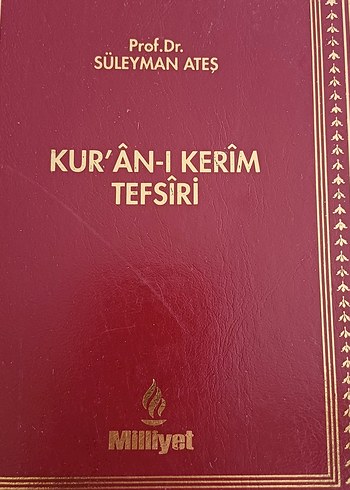 Prof.Dr.
SÜLEYMAN ATEŞ
KUR'ÂN-I KERÎM
TEFSÎRİ
Milliyet